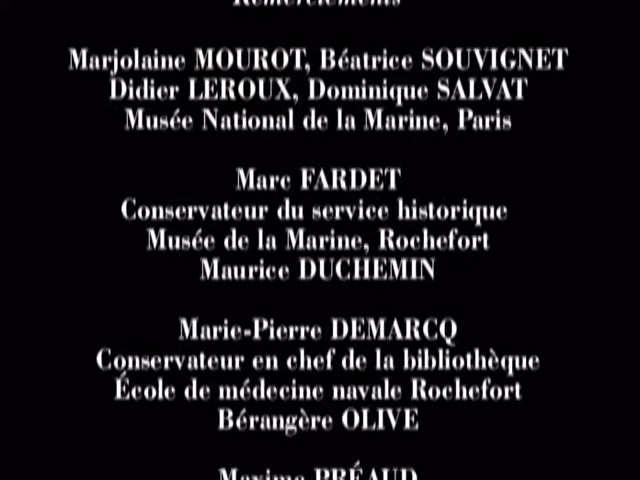 Remerciements
Marjolaine MOUROT, Béatrice SOUVIGNET
Didier LEROUX, Dominique SALVAT
Musée National de la Marine, Paris
Marc FARDET
Conservateur du service historique
Musée de la Marine, Rochefort
Maurice DUCHEMIN
Marie-Pierre DEMARCQ
Conservateur en chef de la bibliothèque
École de médecine navale Rochefort
Bérangère OLIVE
Maxime PRÉAUD